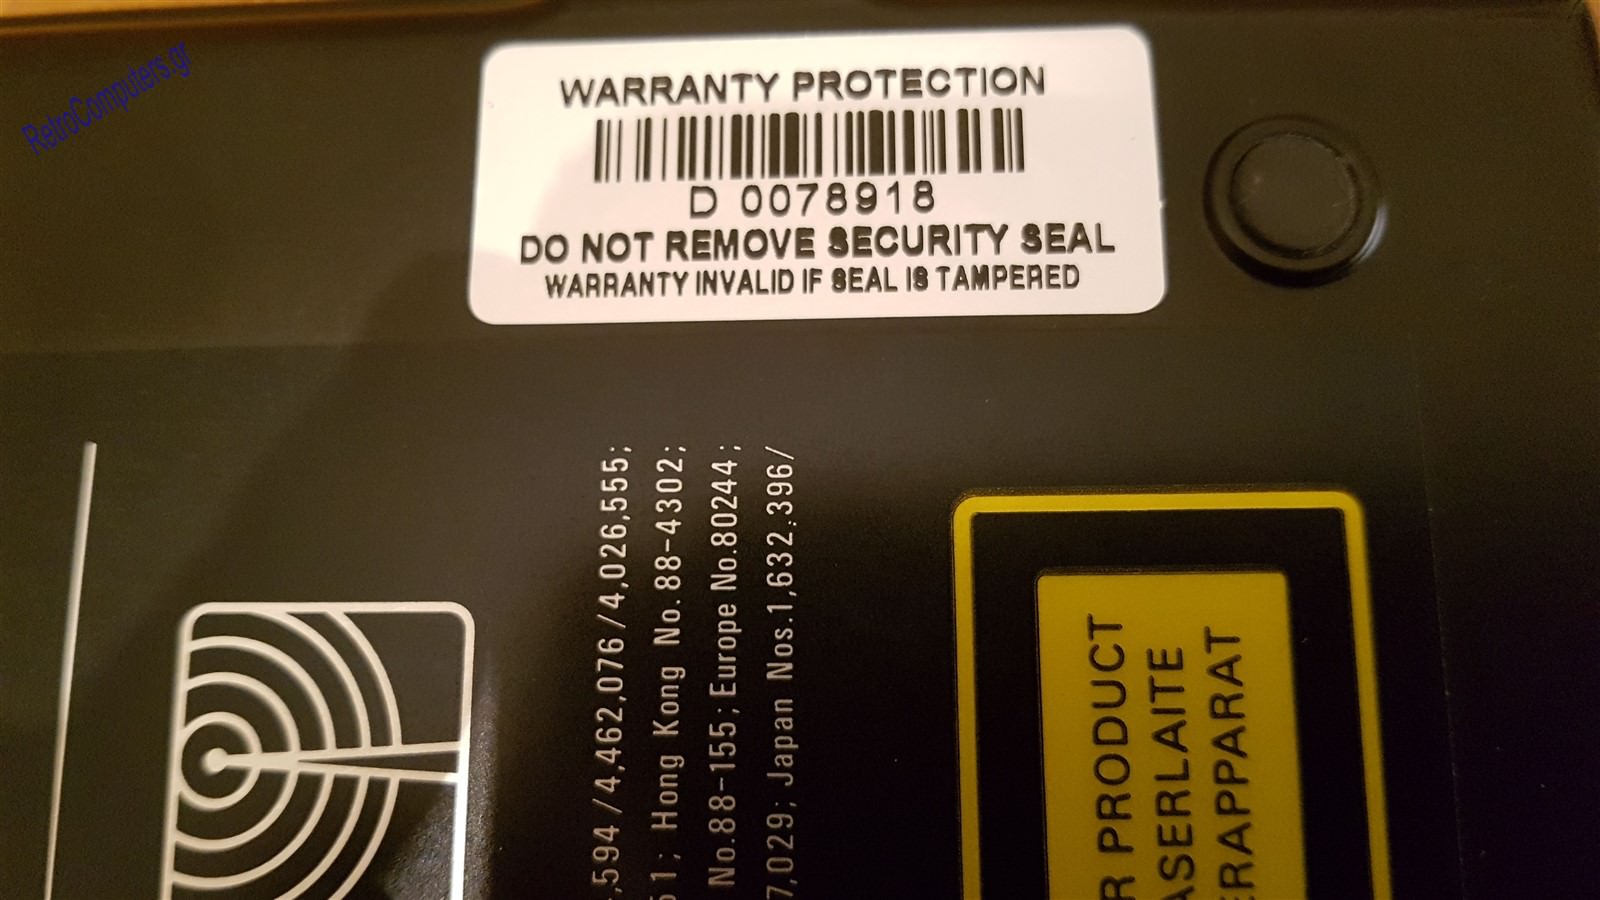 RetroComputers.gr
WARRANTY PROTECTION
D 0078918
DO NOT REMOVE SECURITY SEAL
WARRANTY INVALID IF SEAL IS TAMPERED
,594/4,462,076/4,026,555;
51; Hong Kong No.88-4302;
No.88-155; Europe No.80244;
7,029; Japan Nos.1,632,396/
R PRODUCT
ASERLAITE
ERAPPARAT